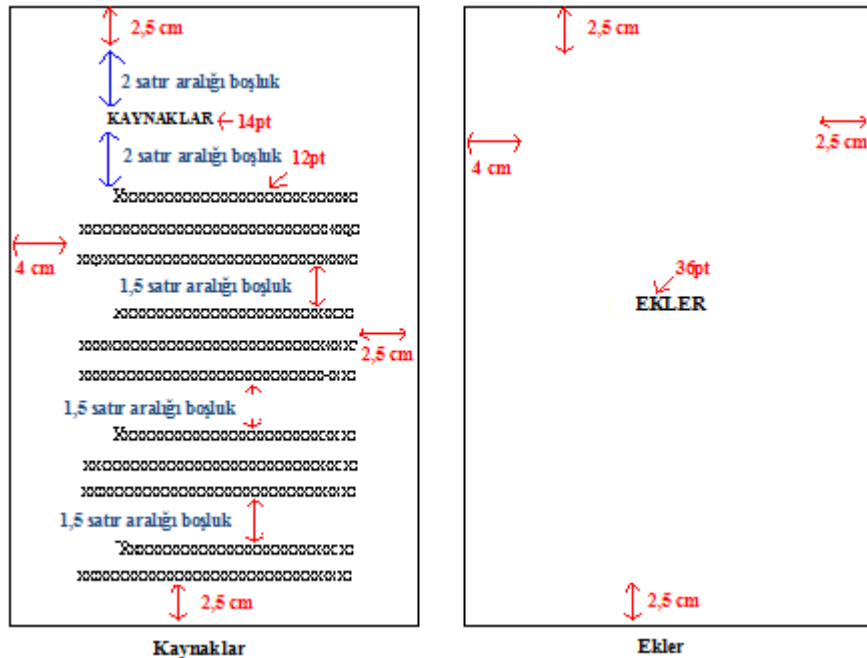 2,5 cm
2 satır aralığı boşluk
KAYNAKLAR
14pt
2 satır aralığı boşluk
12pt
4 cm
1,5 satır aralığı boşluk
2,5 cm
1,5 satır aralığı boşluk
1,5 satır aralığı boşluk
2,5 cm
Kaynaklar
2,5 cm
4 cm
2,5 cm
36pt
EKLER
2,5 cm
Ekler